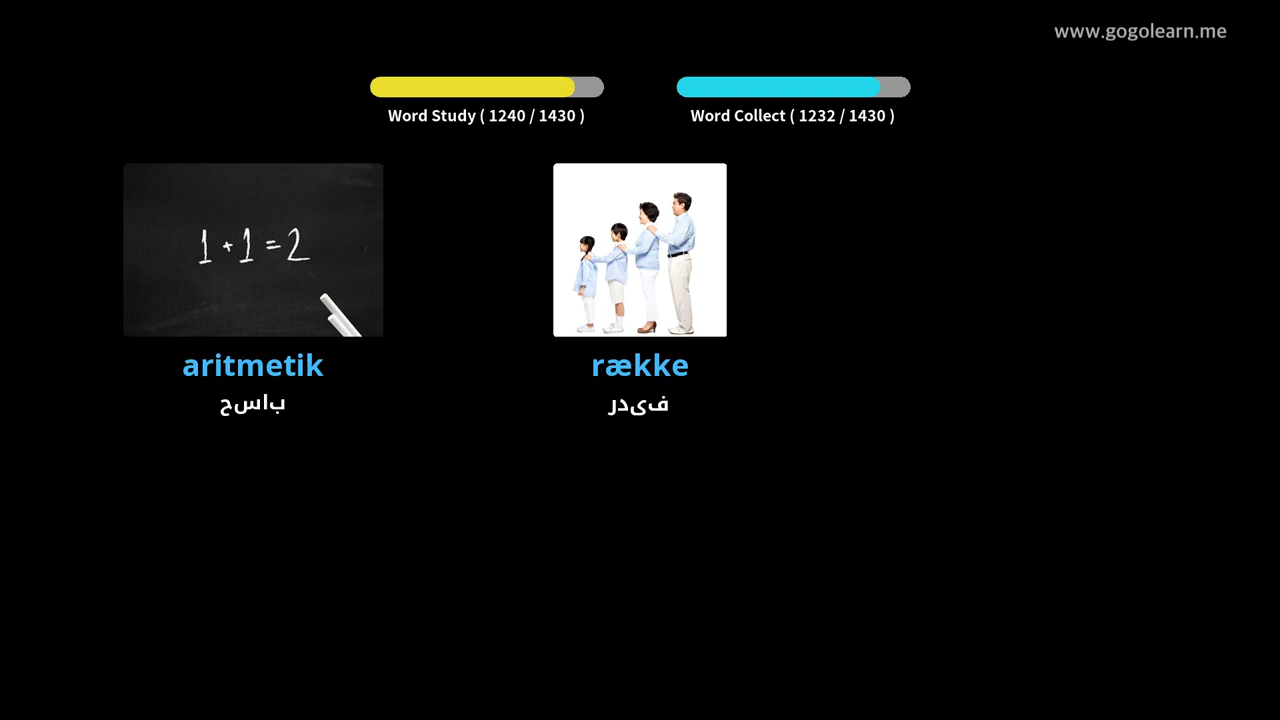 www.gogolearn.me
Word Study ( 1240 / 1430 )
Word Collect ( 1232 / 1430 )
1 + 1 = 2
aritmetik
باسح
række
فیدر